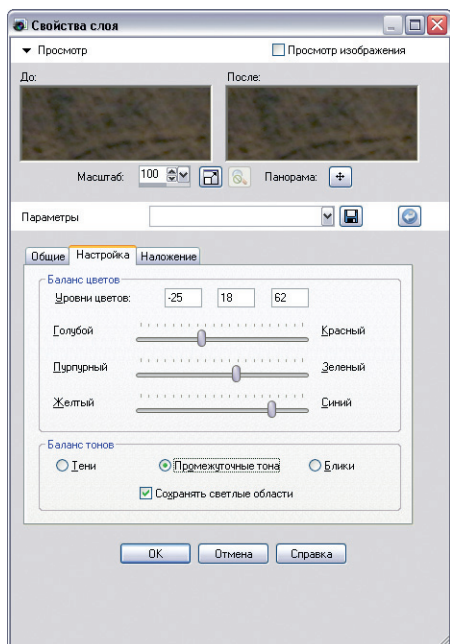 Свойства слоя
Просмотр
Просмотр изображения
До: После:
Масштаб: 100 Панорама:
Параметры
Общие Настройка Наложение
Баланс цветов
Уровни цветов: -25 18 62
Голубой Красный
Пурпурный Зеленый
Желтый Синий
Баланс тонов
Тени Промежуточные тона Блики
Сохранять светлые области
OK Отмена Справка